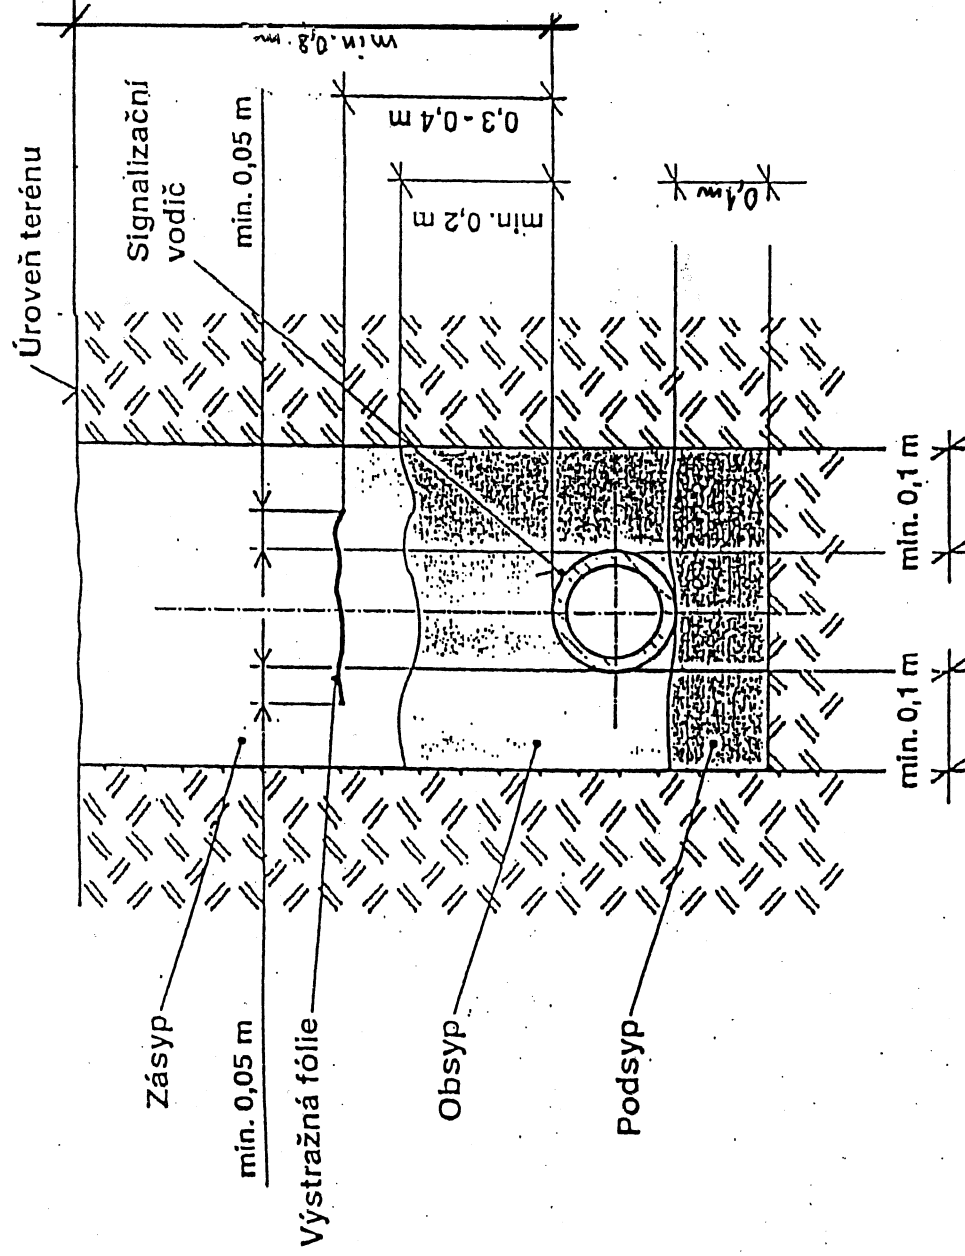 Úroveň terénu
Signalizační
vodič
min. 0,05 m
min. 0,8 m
0,3 - 0,4 m
min. 0,2 m
0,1 m
min. 0,1 m
min. 0,1 m
Zásyp
min. 0,05 m
Výstražná fólie
Obsyp
Podsyp